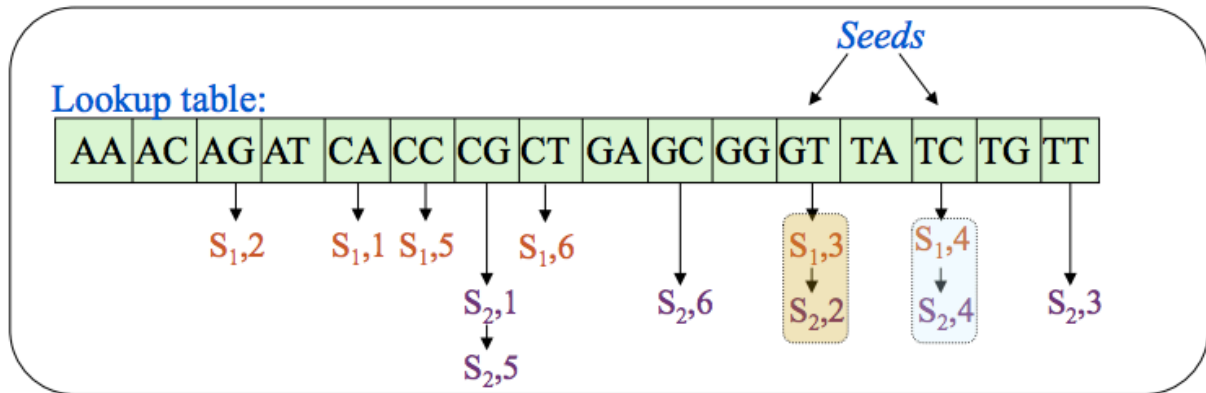 Seeds
Lookup table:
AA AC AG AT CA CC CG CT GA GC GG GT TA TC TG TT
S₁,2 S₁,1 S₁,5 S₁,6 S₁,3 S₁,4
S₂,1 S₂,6 S₂,2 S₂,4 S₂,3
S₂,5